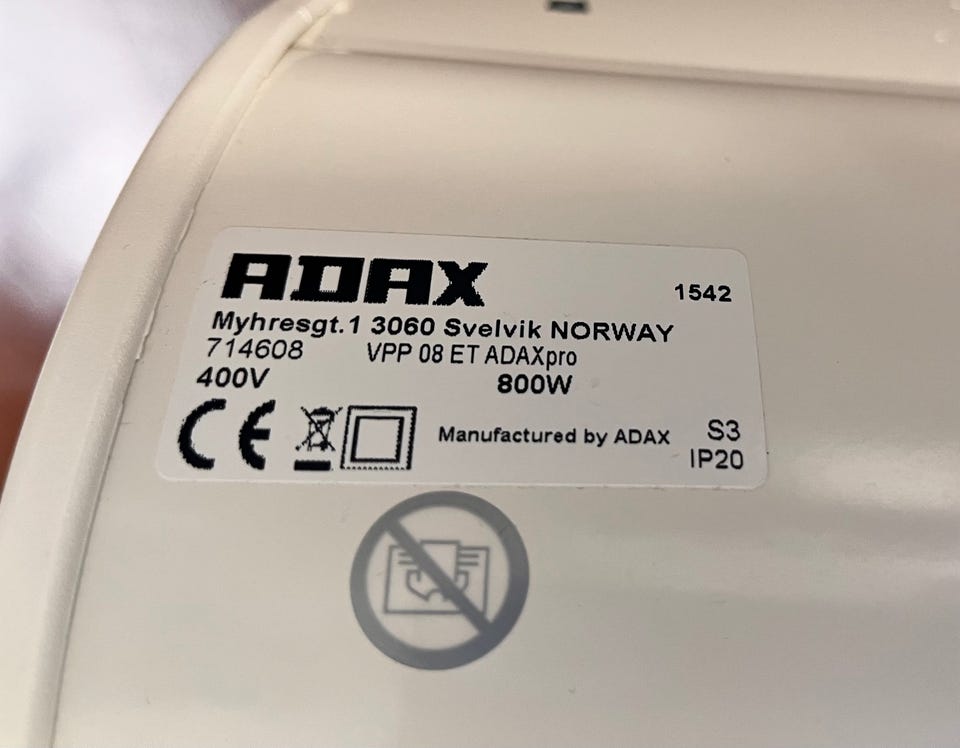 ADAX 1542
Myhresgt.1 3060 Svelvik NORWAY
714608 VPP 08 ET ADAXpro
400V 800W
CE Manufactured by ADAX S3
IP20